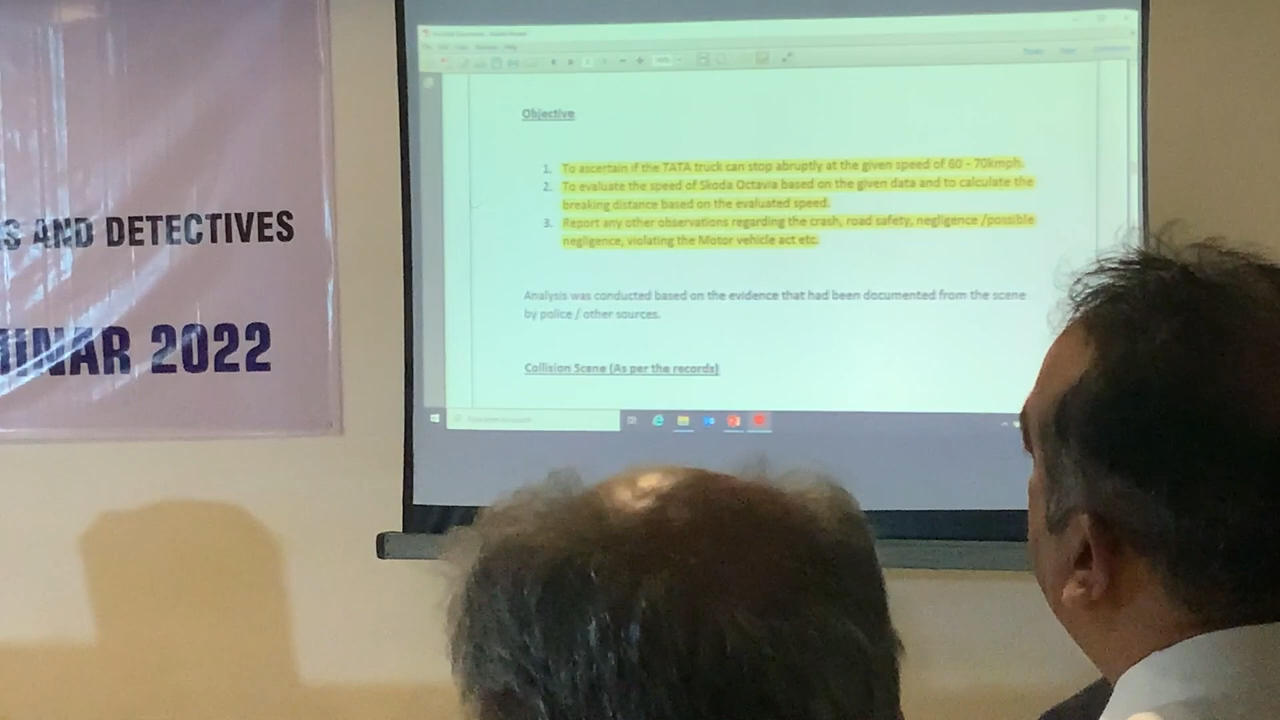 S AND DETECTIVES
INAR 2022
Objective
1. To ascertain if the TATA truck can stop abruptly at the given speed of 60 - 70kmph.
2. To evaluate the speed of Skoda Octavia based on the given data and to calculate the
breaking distance based on the evaluated speed.
3. Report any other observations regarding the crash, road safety, negligence /possible
negligence, violating the Motor vehicle act etc.
Analysis was conducted based on the evidence that had been documented from the scene
by police / other sources.
Collision Scene (As per the records)